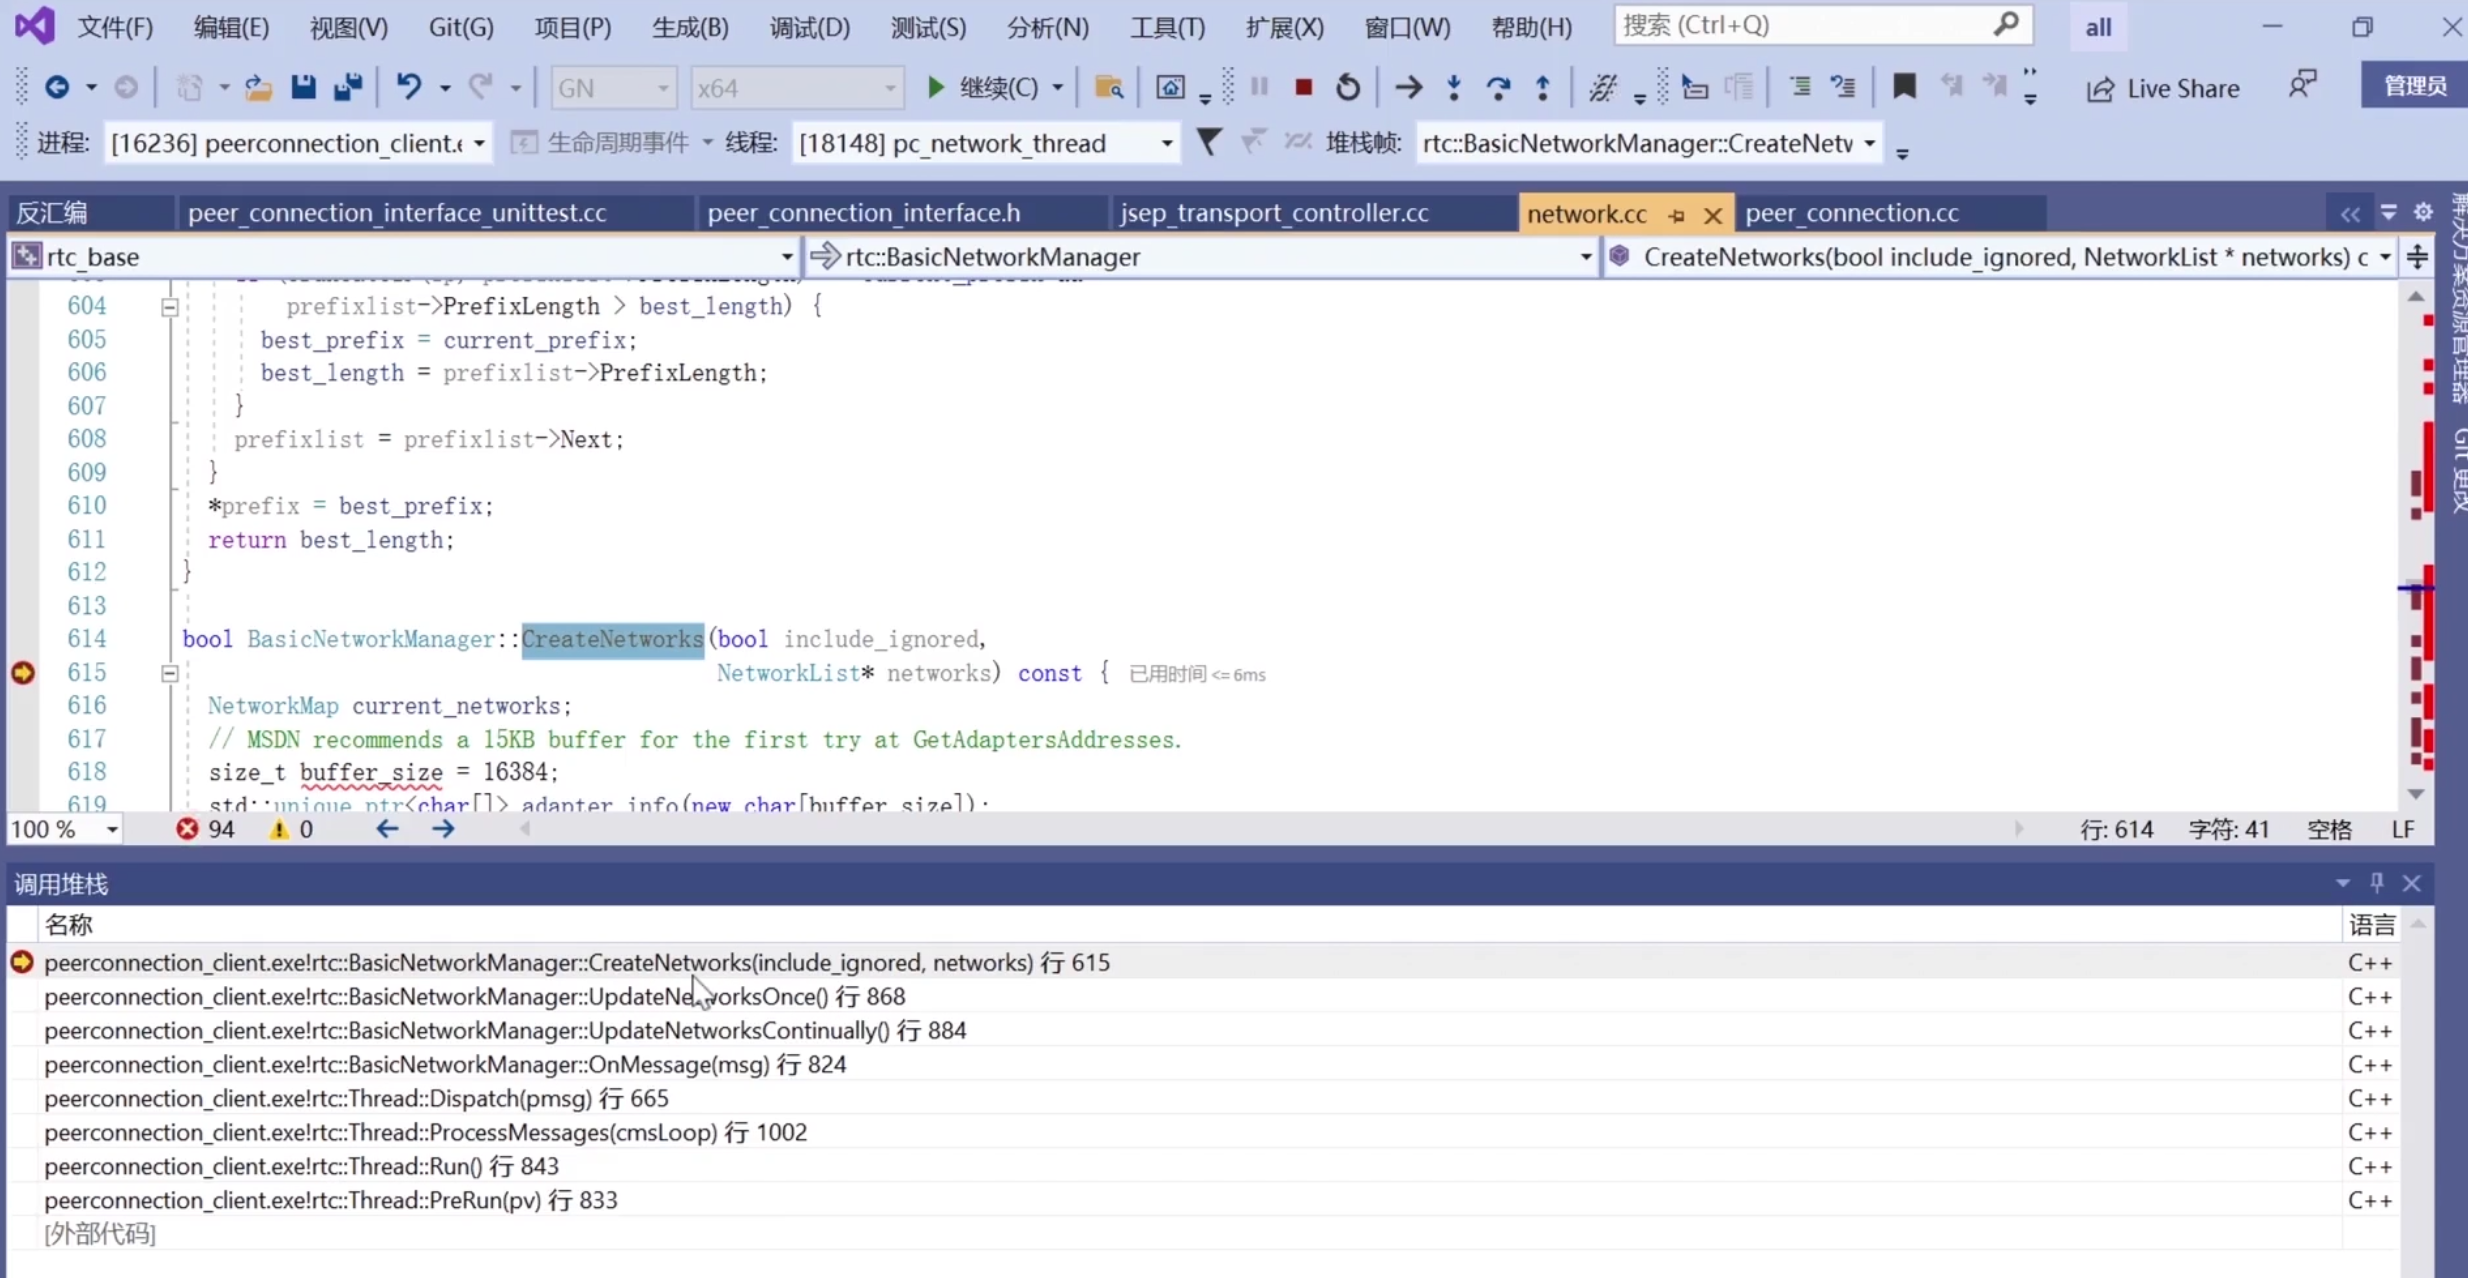 文件(F) 编辑(E) 视图(V) Git(G) 项目(P) 生成(B) 调试(D) 测试(S) 分析(N) 工具(T) 扩展(X) 窗口(W) 帮助(H) 搜索 (Ctrl+Q) all
GN x64 继续(C) Live Share 管理员
进程: [16236] peerconnection_client.e 生命周期事件 线程: [18148] pc_network_thread 堆栈帧: rtc::BasicNetworkManager::CreateNetw
反汇编 peer_connection_interface_unittest.cc peer_connection_interface.h jsep_transport_controller.cc network.cc peer_connection.cc
rtc_base rtc::BasicNetworkManager CreateNetworks(bool include_ignored, NetworkList * networks) c
604 prefixlist->PrefixLength > best_length) {
605 best_prefix = current_prefix;
606 best_length = prefixlist->PrefixLength;
607 }
608 prefixlist = prefixlist->Next;
609 }
610 *prefix = best_prefix;
611 return best_length;
612 }
613
614 bool BasicNetworkManager::CreateNetworks(bool include_ignored,
615 NetworkList* networks) const { 已用时间 <= 6ms
616 NetworkMap current_networks;
617 // MSDN recommends a 15KB buffer for the first try at GetAdaptersAddresses.
618 size_t buffer_size = 16384;
619 std::unique_ptr<char[]> adapter_info(new char[buffer_size]);
100 % 94 0 行: 614 字符: 41 空格 LF
解决方案资源管理器
Git 更改
调用堆栈
名称 语言
peerconnection_client.exe!rtc::BasicNetworkManager::CreateNetworks(include_ignored, networks) 行 615 C++
peerconnection_client.exe!rtc::BasicNetworkManager::UpdateNetworksOnce() 行 868 C++
peerconnection_client.exe!rtc::BasicNetworkManager::UpdateNetworksContinually() 行 884 C++
peerconnection_client.exe!rtc::BasicNetworkManager::OnMessage(msg) 行 824 C++
peerconnection_client.exe!rtc::Thread::Dispatch(pmsg) 行 665 C++
peerconnection_client.exe!rtc::Thread::ProcessMessages(cmsLoop) 行 1002 C++
peerconnection_client.exe!rtc::Thread::Run() 行 843 C++
peerconnection_client.exe!rtc::Thread::PreRun(pv) 行 833 C++
[外部代码]